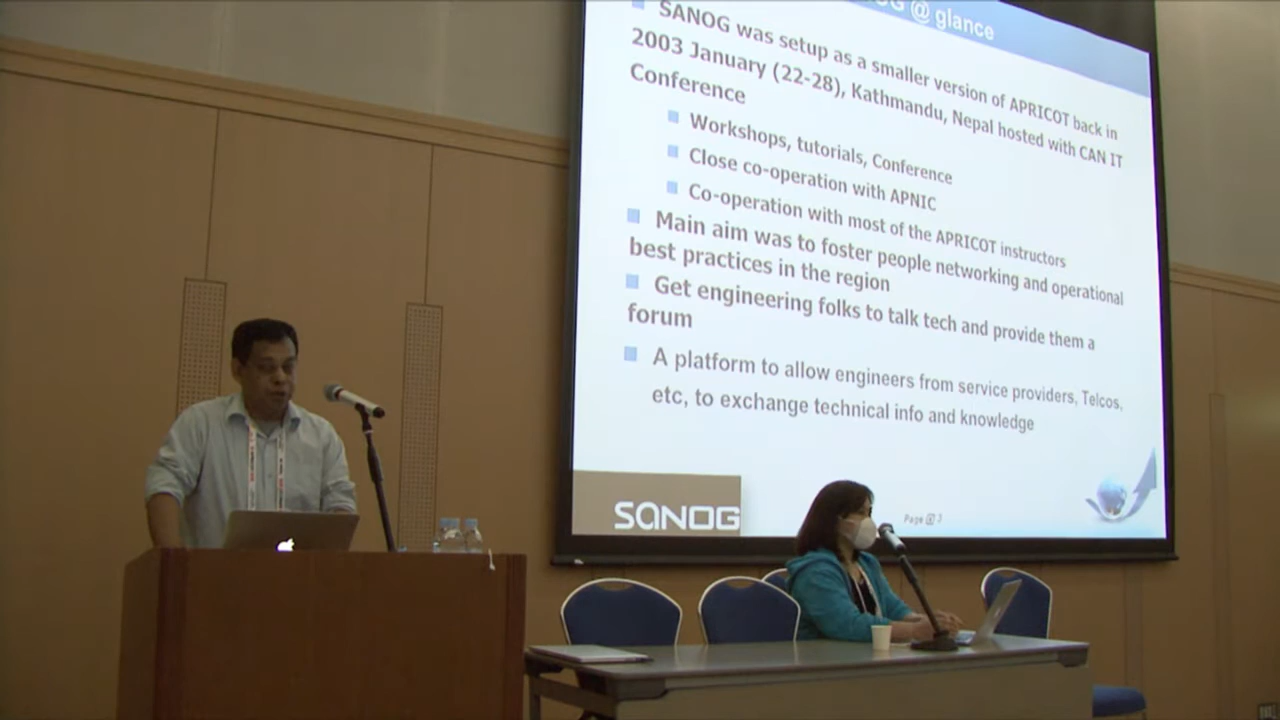 @ glance
SANOG was setup as a smaller version of APRICOT back in
2003 January (22-28), Kathmandu, Nepal hosted with CAN IT
Conference
Workshops, tutorials, Conference
Close co-operation with APNIC
Co-operation with most of the APRICOT instructors
Main aim was to foster people networking and operational
best practices in the region
Get engineering folks to talk tech and provide them a
forum
A platform to allow engineers from service providers, Telcos,
etc, to exchange technical info and knowledge
SANOG
Page 3